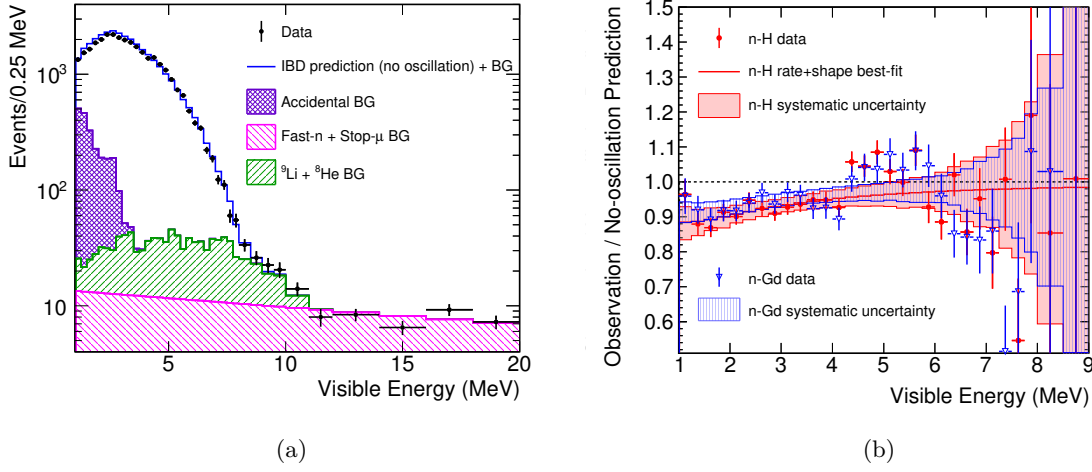 Events/0.25 MeV
10³
10²
10
5
10
15
20
Visible Energy (MeV)
Data
IBD prediction (no oscillation) + BG
Accidental BG
Fast-n + Stop-μ BG
⁹Li + ⁸He BG
(a)
Observation / No-oscillation Prediction
1.5
1.4
1.3
1.2
1.1
1.0
0.9
0.8
0.7
0.6
1
2
3
4
5
6
7
8
9
Visible Energy (MeV)
n-H data
n-H rate+shape best-fit
n-H systematic uncertainty
n-Gd data
n-Gd systematic uncertainty
(b)